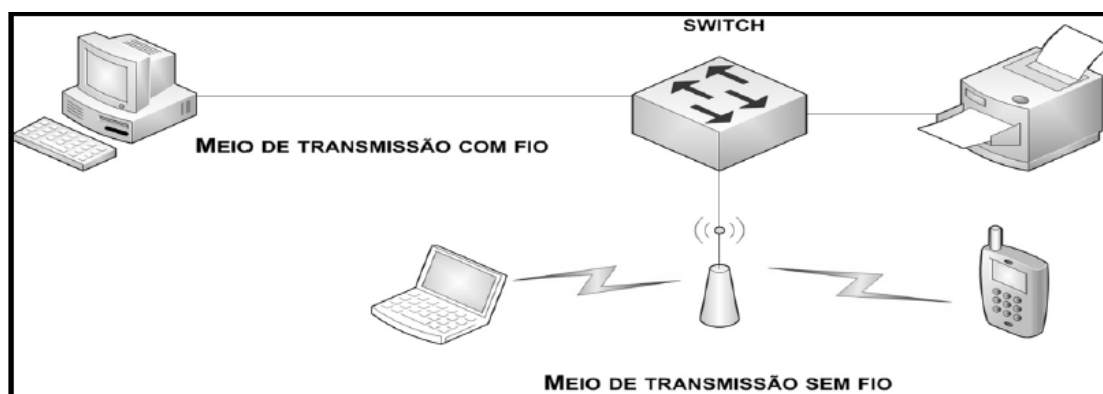 SWITCH
MEIO DE TRANSMISSÃO COM FIO
MEIO DE TRANSMISSÃO SEM FIO